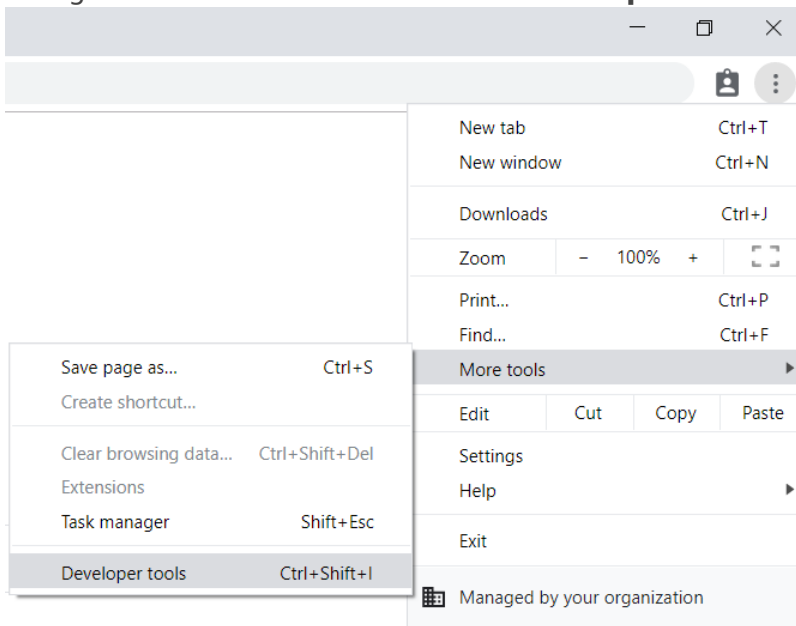 New tab Ctrl+T
New window Ctrl+N
Downloads Ctrl+J
Zoom - 100% +
Print... Ctrl+P
Find... Ctrl+F
More tools
Edit Cut Copy Paste
Settings
Help
Exit
Managed by your organization
Save page as... Ctrl+S
Create shortcut...
Clear browsing data... Ctrl+Shift+Del
Extensions
Task manager Shift+Esc
Developer tools Ctrl+Shift+I